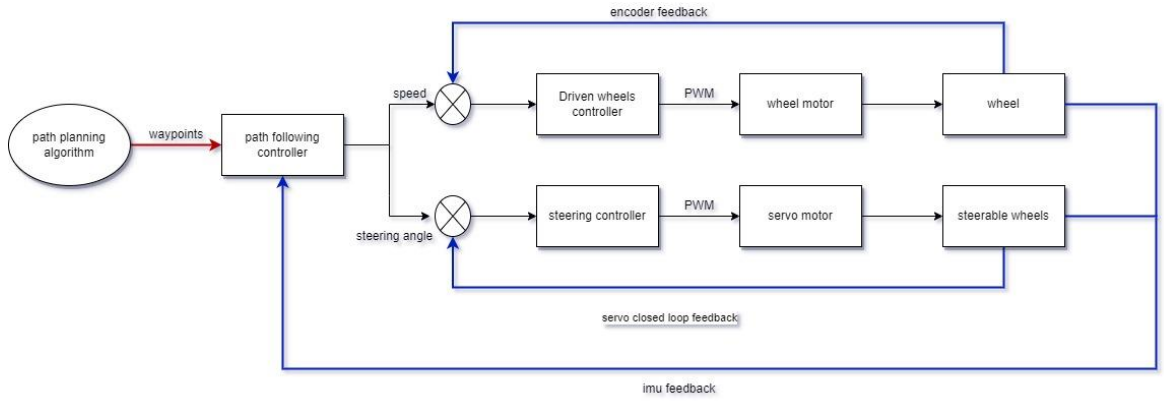 encoder feedback
speed
Driven wheels
controller
PWM
wheel motor
wheel
path planning
algorithm
waypoints
path following
controller
steering angle
steering controller
PWM
servo motor
steerable wheels
servo closed loop feedback
imu feedback